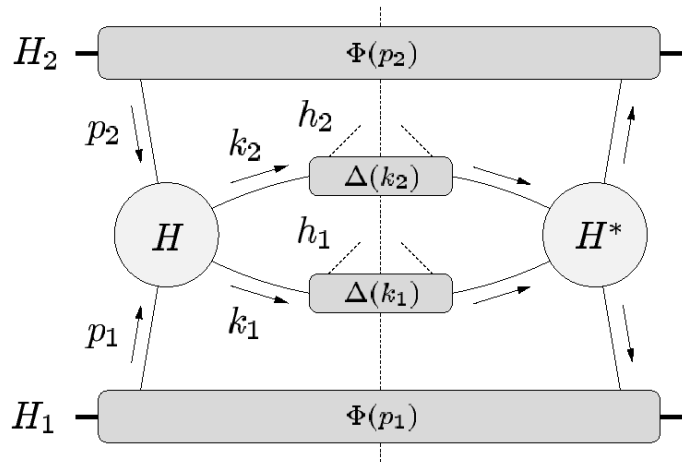 H₂ Φ(p₂)
p₂ k₂ h₂
Δ(k₂)
H h₁ H*
Δ(k₁)
p₁ k₁
H₁ Φ(p₁)